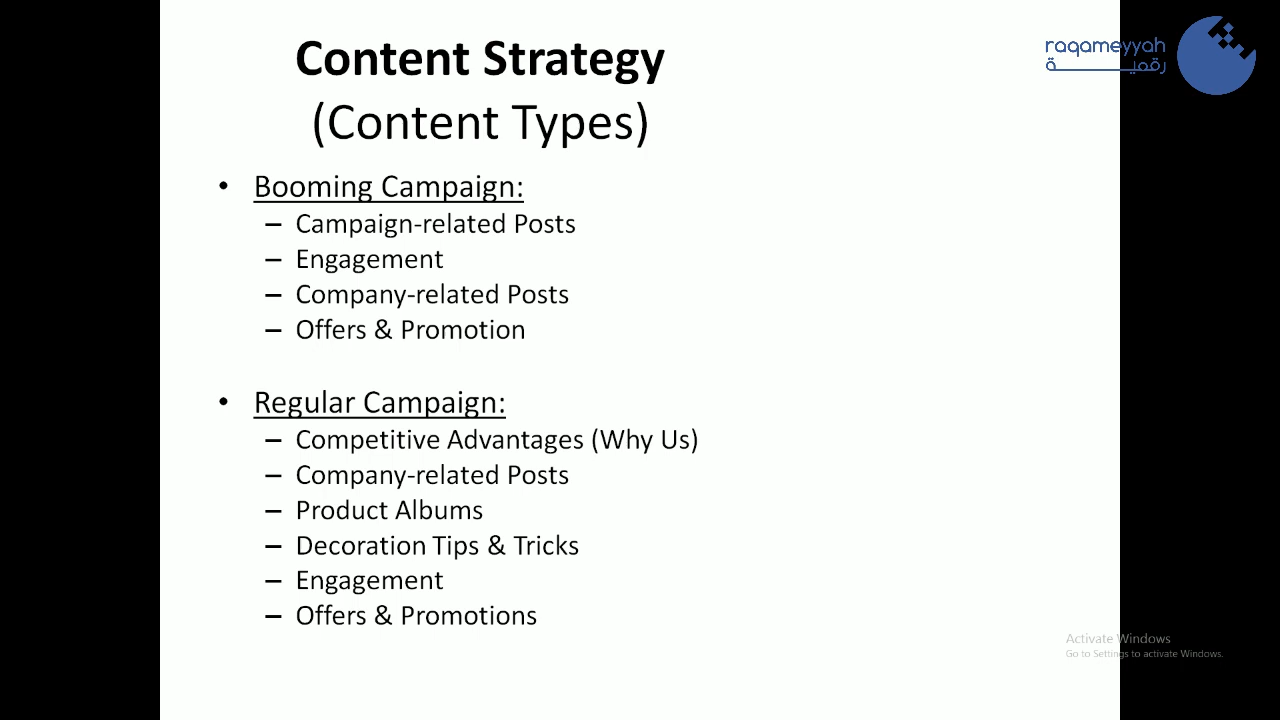 Content Strategy
(Content Types)
raqameyyah
رقمية
• Booming Campaign:
– Campaign-related Posts
– Engagement
– Company-related Posts
– Offers & Promotion
• Regular Campaign:
– Competitive Advantages (Why Us)
– Company-related Posts
– Product Albums
– Decoration Tips & Tricks
– Engagement
– Offers & Promotions
Activate Windows
Go to Settings to activate Windows.